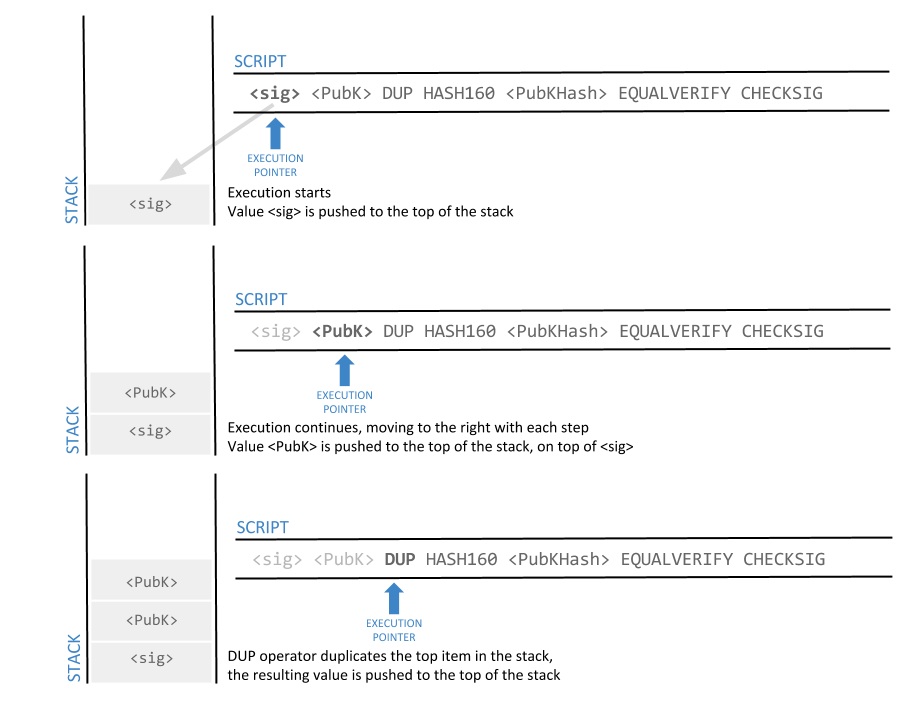 SCRIPT
<sig> <PubK> DUP HASH160 <PubKHash> EQUALVERIFY CHECKSIG
EXECUTION
POINTER
STACK
<sig>
Execution starts
Value <sig> is pushed to the top of the stack
SCRIPT
<sig> <PubK> DUP HASH160 <PubKHash> EQUALVERIFY CHECKSIG
EXECUTION
POINTER
STACK
<PubK>
<sig>
Execution continues, moving to the right with each step
Value <PubK> is pushed to the top of the stack, on top of <sig>
SCRIPT
<sig> <PubK> DUP HASH160 <PubKHash> EQUALVERIFY CHECKSIG
EXECUTION
POINTER
STACK
<PubK>
<PubK>
<sig>
DUP operator duplicates the top item in the stack,
the resulting value is pushed to the top of the stack